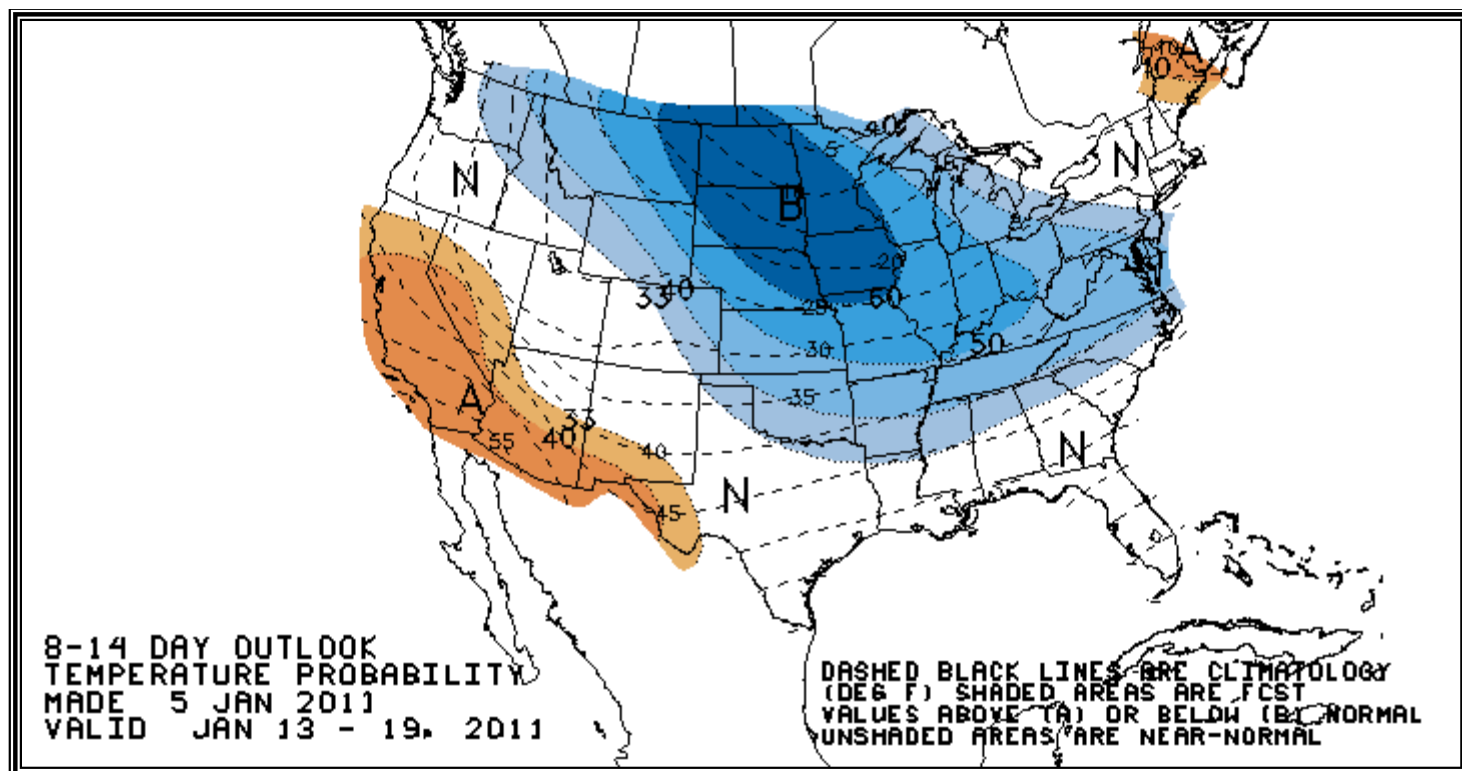 A
40
10
40
5
N
N
B
20
33
40
60
25
50
30
35
A
33
40
55
40
N
45
N
8-14 DAY OUTLOOK
TEMPERATURE PROBABILITY
MADE 5 JAN 2011
VALID JAN 13 - 19, 2011
DASHED BLACK LINES ARE CLIMATOLOGY
(DEG F) SHADED AREAS ARE FCST
VALUES ABOVE (A) OR BELOW (B) NORMAL
UNSHADED AREAS ARE NEAR-NORMAL